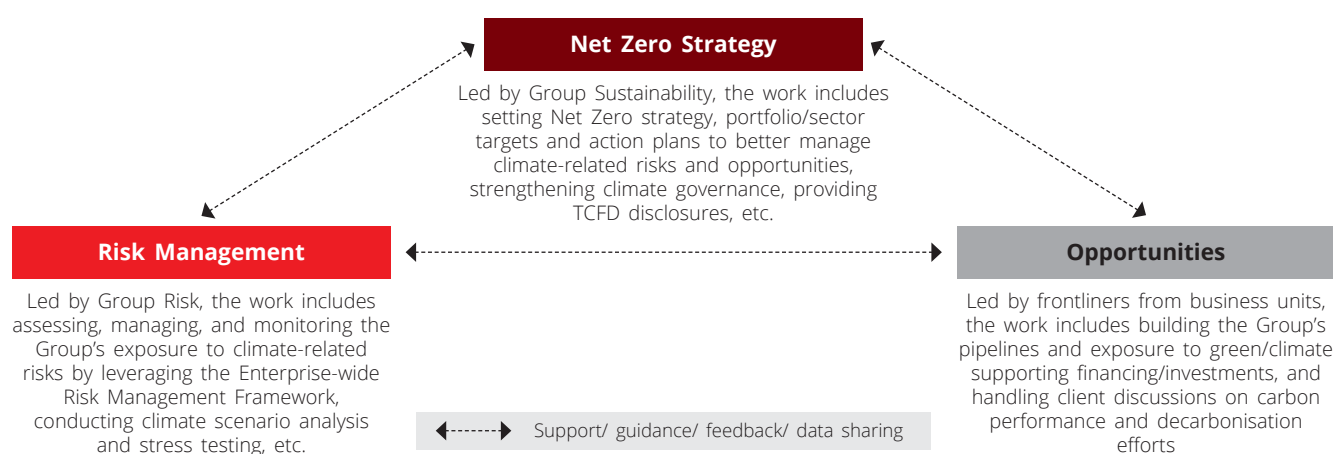 Net Zero Strategy
Led by Group Sustainability, the work includes
setting Net Zero strategy, portfolio/sector
targets and action plans to better manage
climate-related risks and opportunities,
strengthening climate governance, providing
TCFD disclosures, etc.
Risk Management
Led by Group Risk, the work includes
assessing, managing, and monitoring the
Group's exposure to climate-related
risks by leveraging the Enterprise-wide
Risk Management Framework,
conducting climate scenario analysis
and stress testing, etc.
Opportunities
Led by frontliners from business units,
the work includes building the Group's
pipelines and exposure to green/climate
supporting financing/investments, and
handling client discussions on carbon
performance and decarbonisation
efforts
Support/ guidance/ feedback/ data sharing